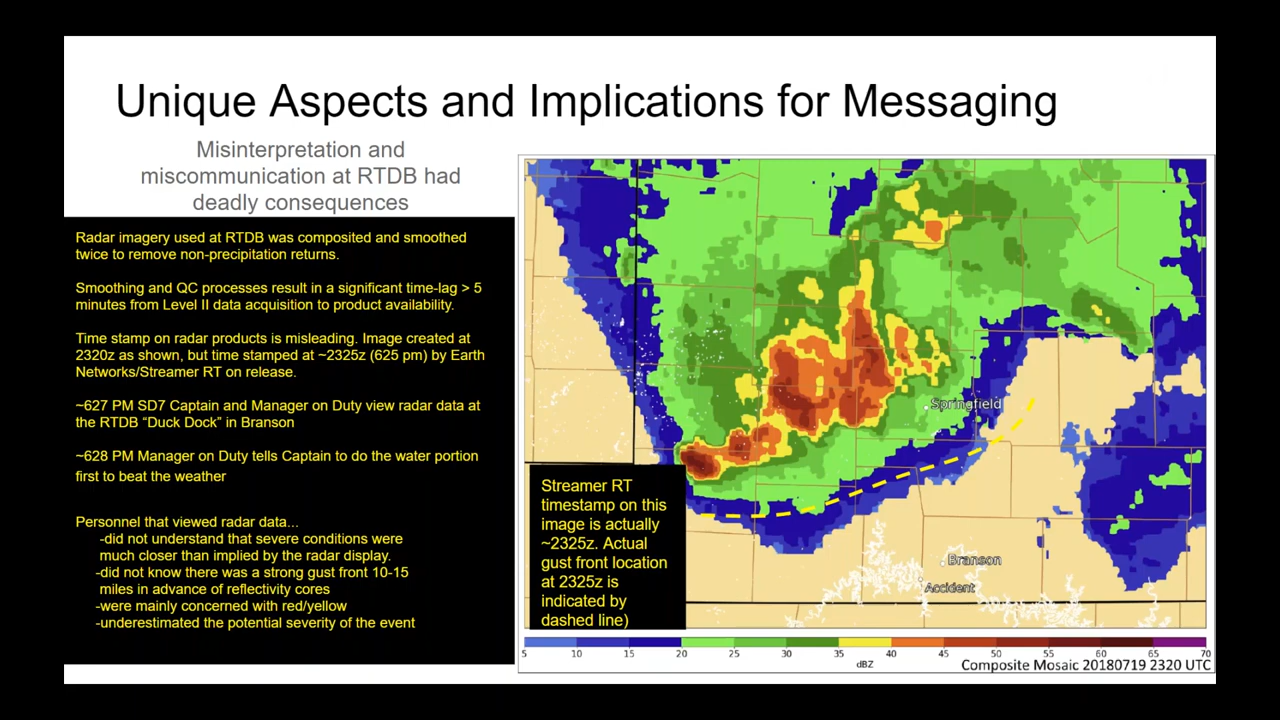 Unique Aspects and Implications for Messaging
Misinterpretation and
miscommunication at RTDB had
deadly consequences
Radar imagery used at RTDB was composited and smoothed
twice to remove non-precipitation returns.
Smoothing and QC processes result in a significant time-lag > 5
minutes from Level II data acquisition to product availability.
Time stamp on radar products is misleading. Image created at
2320z as shown, but time stamped at ~2325z (625 pm) by Earth
Networks/Streamer RT on release.
~627 PM SD7 Captain and Manager on Duty view radar data at
the RTDB “Duck Dock” in Branson
~628 PM Manager on Duty tells Captain to do the water portion
first to beat the weather
Personnel that viewed radar data...
-did not understand that severe conditions were
much closer than implied by the radar display.
-did not know there was a strong gust front 10-15
miles in advance of reflectivity cores
-were mainly concerned with red/yellow
-underestimated the potential severity of the event
Springfield
Streamer RT
timestamp on this
image is actually
~2325z. Actual
gust front location
at 2325z is
indicated by
dashed line)
Branson
Accident
5 10 15 20 25 30 35 40 45 50 55 60 65 70
dBZ
Composite Mosaic 20180719 2320 UTC